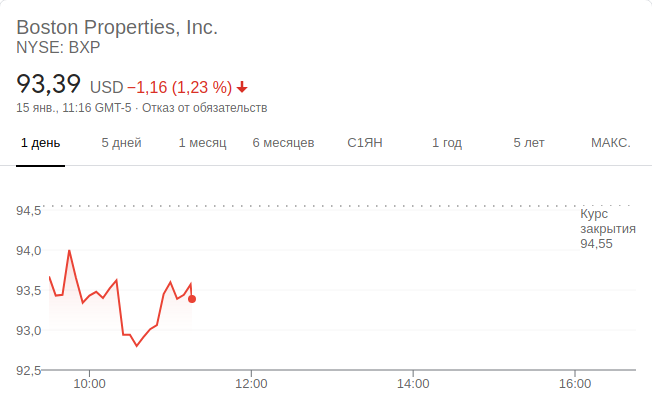 Boston Properties, Inc.
NYSE: BXP
93,39 USD −1,16 (1,23 %)
15 янв., 11:16 GMT-5 · Отказ от обязательств
1 день 5 дней 1 месяц 6 месяцев С1ЯН 1 год 5 лет МАКС.
94,5
Курс
закрытия
94,55
94,0
93,5
93,0
92,5
10:00 12:00 14:00 16:00